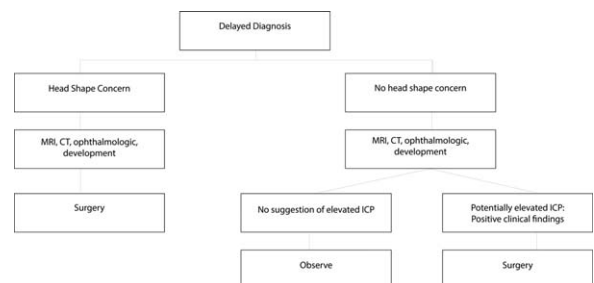 Delayed Diagnosis
Head Shape Concern
No head shape concern
MRI, CT, ophthalmologic,
development
MRI, CT, ophthalmologic,
development
Surgery
No suggestion of elevated ICP
Potentially elevated ICP:
Positive clinical findings
Observe
Surgery